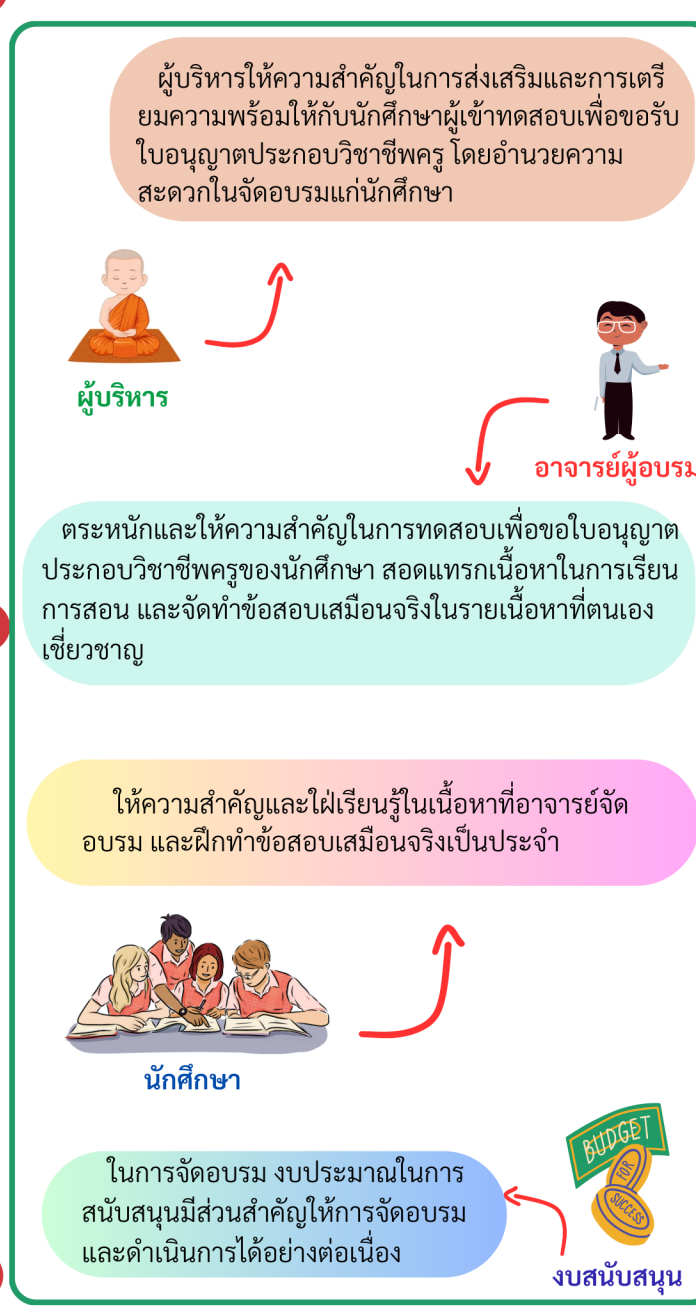 ผู้บริหารให้ความสำคัญในการส่งเสริมและการเตรี
ยมความพร้อมให้กับนักศึกษาผู้เข้าทดสอบเพื่อขอรับ
ใบอนุญาตประกอบวิชาชีพครู โดยอำนวยความ
สะดวกในจัดอบรมแก่นักศึกษา
ผู้บริหาร
อาจารย์ผู้อบรม
ตระหนักและให้ความสำคัญในการทดสอบเพื่อขอใบอนุญาต
ประกอบวิชาชีพครูของนักศึกษา สอดแทรกเนื้อหาในการเรียน
การสอน และจัดทำข้อสอบเสมือนจริงในรายเนื้อหาที่ตนเอง
เชี่ยวชาญ
ให้ความสำคัญและใฝ่เรียนรู้ในเนื้อหาที่อาจารย์จัด
อบรม และฝึกทำข้อสอบเสมือนจริงเป็นประจำ
นักศึกษา
BUDGET
FOR
SUCCESS
ในการจัดอบรม งบประมาณในการ
สนับสนุนมีส่วนสำคัญให้การจัดอบรม
และดำเนินการได้อย่างต่อเนื่อง
งบสนับสนุน